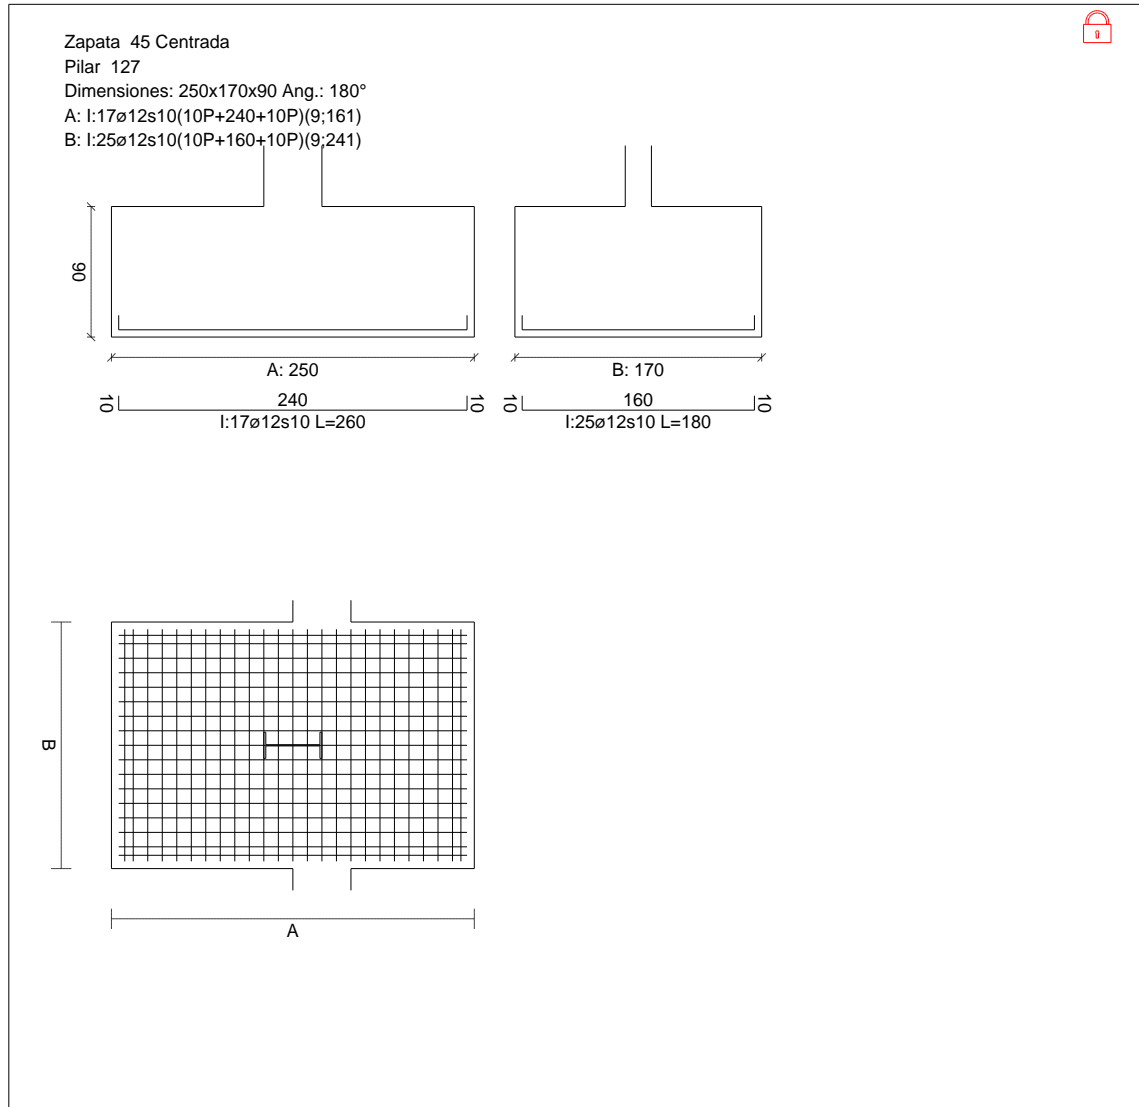 Zapata 45 Centrada
Pilar 127
Dimensiones: 250x170x90 Ang.: 180°
A: I:17ø12s10(10P+240+10P)(9;161)
B: I:25ø12s10(10P+160+10P)(9;241)
90
A: 250
B: 170
10 240 10
10 160 10
I:17ø12s10 L=260
I:25ø12s10 L=180
B
A